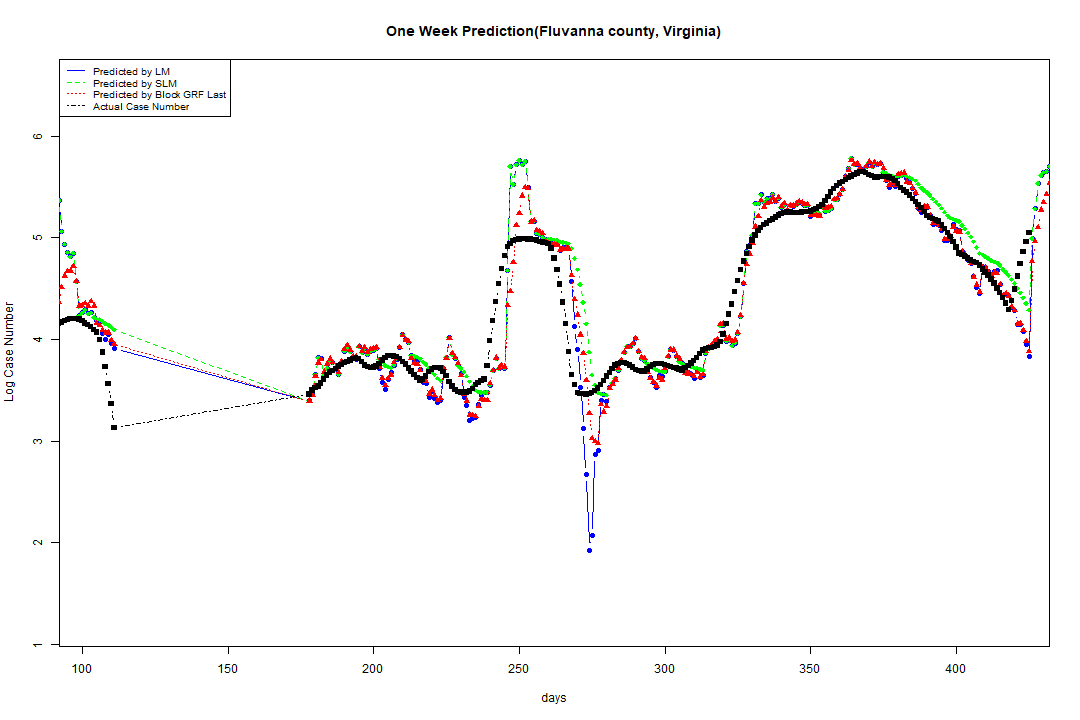 One Week Prediction(Fluvanna county, Virginia)
Predicted by LM
Predicted by SLM
Predicted by Block GRF Last
Actual Case Number
Log Case Number
6
5
4
3
2
1
100 150 200 250 300 350 400
days